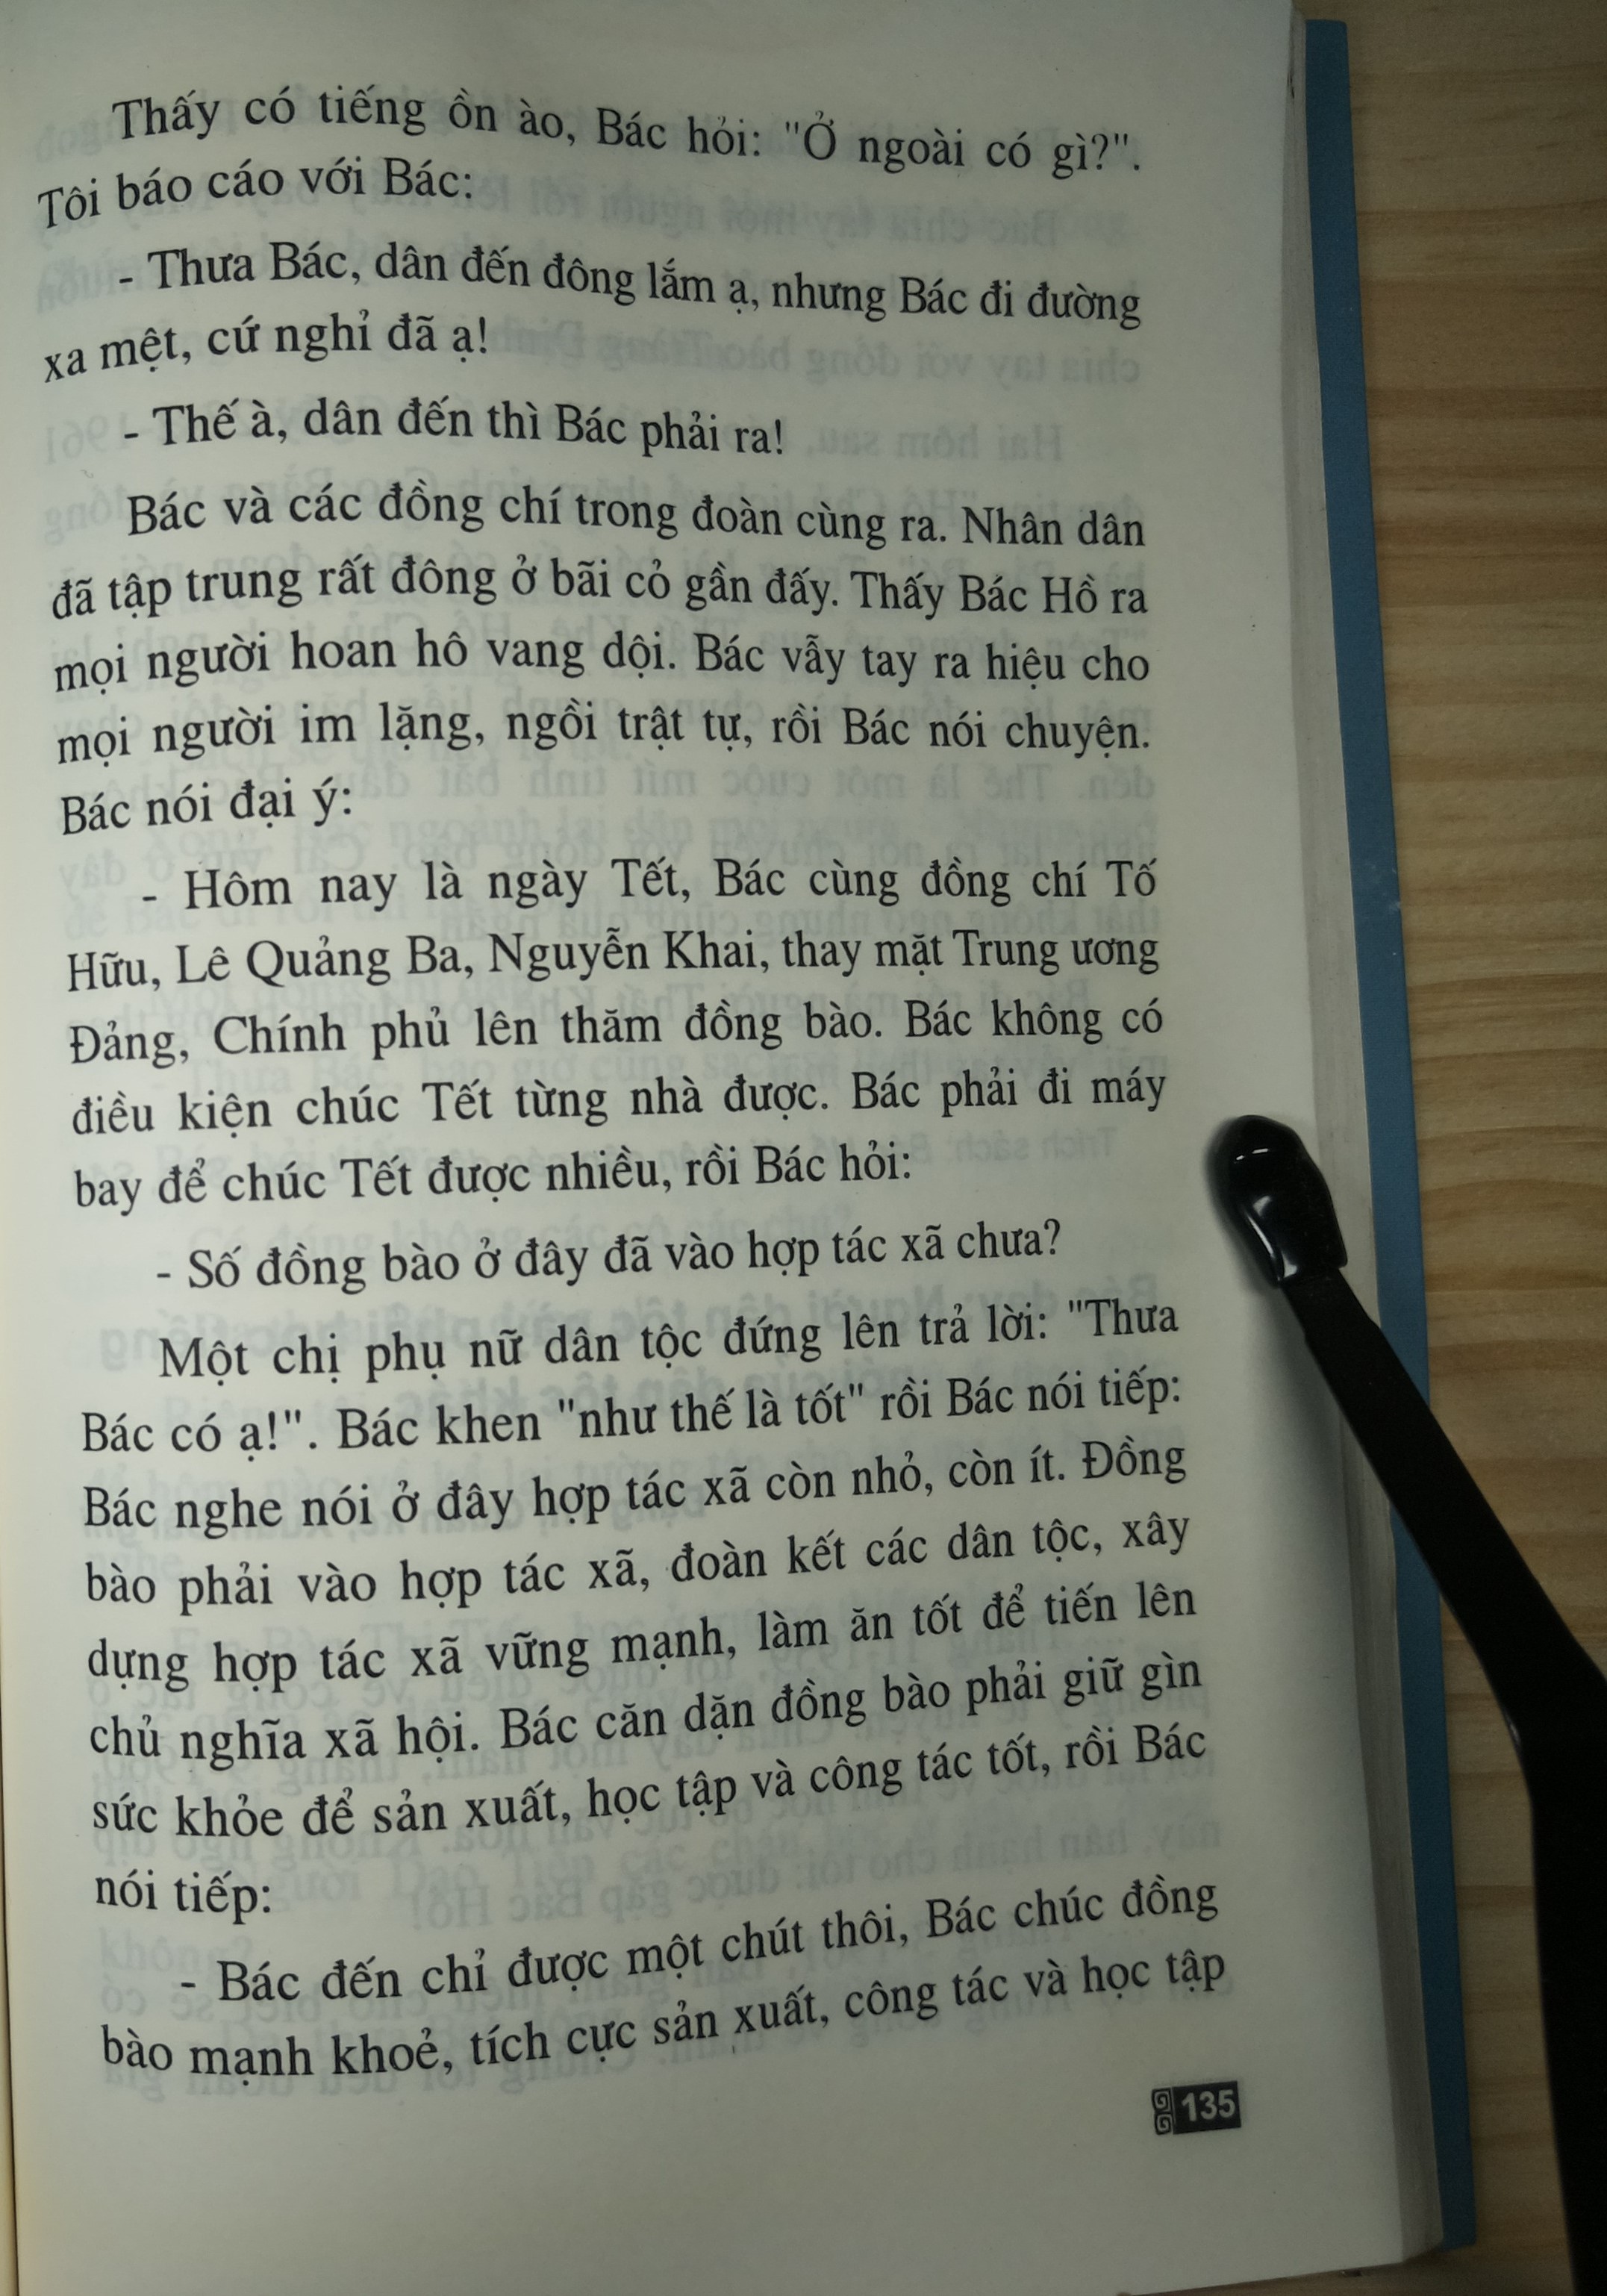 Thấy có tiếng ồn ào, Bác hỏi: "Ở ngoài có gì?".
Tôi báo cáo với Bác:
- Thưa Bác, dân đến đông lắm ạ, nhưng Bác đi đường
xa mệt, cứ nghỉ đã ạ!
- Thế à, dân đến thì Bác phải ra!
Bác và các đồng chí trong đoàn cùng ra. Nhân dân
đã tập trung rất đông ở bãi cỏ gần đấy. Thấy Bác Hồ ra
mọi người hoan hô vang dội. Bác vẫy tay ra hiệu cho
mọi người im lặng, ngồi trật tự, rồi Bác nói chuyện.
Bác nói đại ý:
- Hôm nay là ngày Tết, Bác cùng đồng chí Tố
Hữu, Lê Quảng Ba, Nguyễn Khai, thay mặt Trung ương
Đảng, Chính phủ lên thăm đồng bào. Bác không có
điều kiện chúc Tết từng nhà được. Bác phải đi máy
bay để chúc Tết được nhiều, rồi Bác hỏi:
- Số đồng bào ở đây đã vào hợp tác xã chưa?
Một chị phụ nữ dân tộc đứng lên trả lời: "Thưa
Bác có ạ!". Bác khen "như thế là tốt" rồi Bác nói tiếp:
Bác nghe nói ở đây hợp tác xã còn nhỏ, còn ít. Đồng
bào phải vào hợp tác xã, đoàn kết các dân tộc, xây
dựng hợp tác xã vững mạnh, làm ăn tốt để tiến lên
chủ nghĩa xã hội. Bác căn dặn đồng bào phải giữ gìn
sức khỏe để sản xuất, học tập và công tác tốt, rồi Bác
nói tiếp:
- Bác đến chỉ được một chút thôi, Bác chúc đồng
bào mạnh khoẻ, tích cực sản xuất, công tác và học tập
135